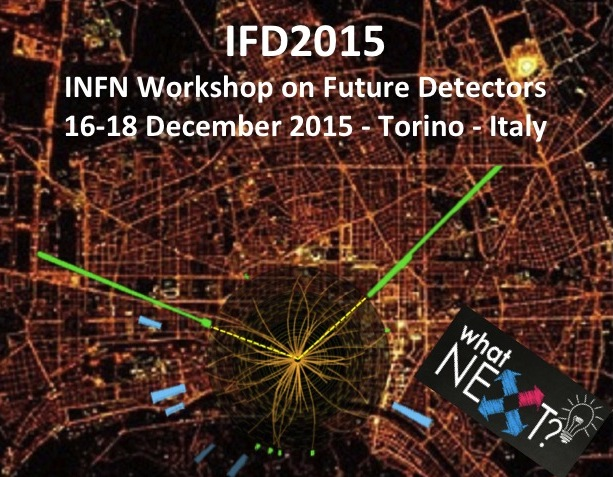 IFD2015
INFN Workshop on Future Detectors
16-18 December 2015 - Torino - Italy
what
NEXT?